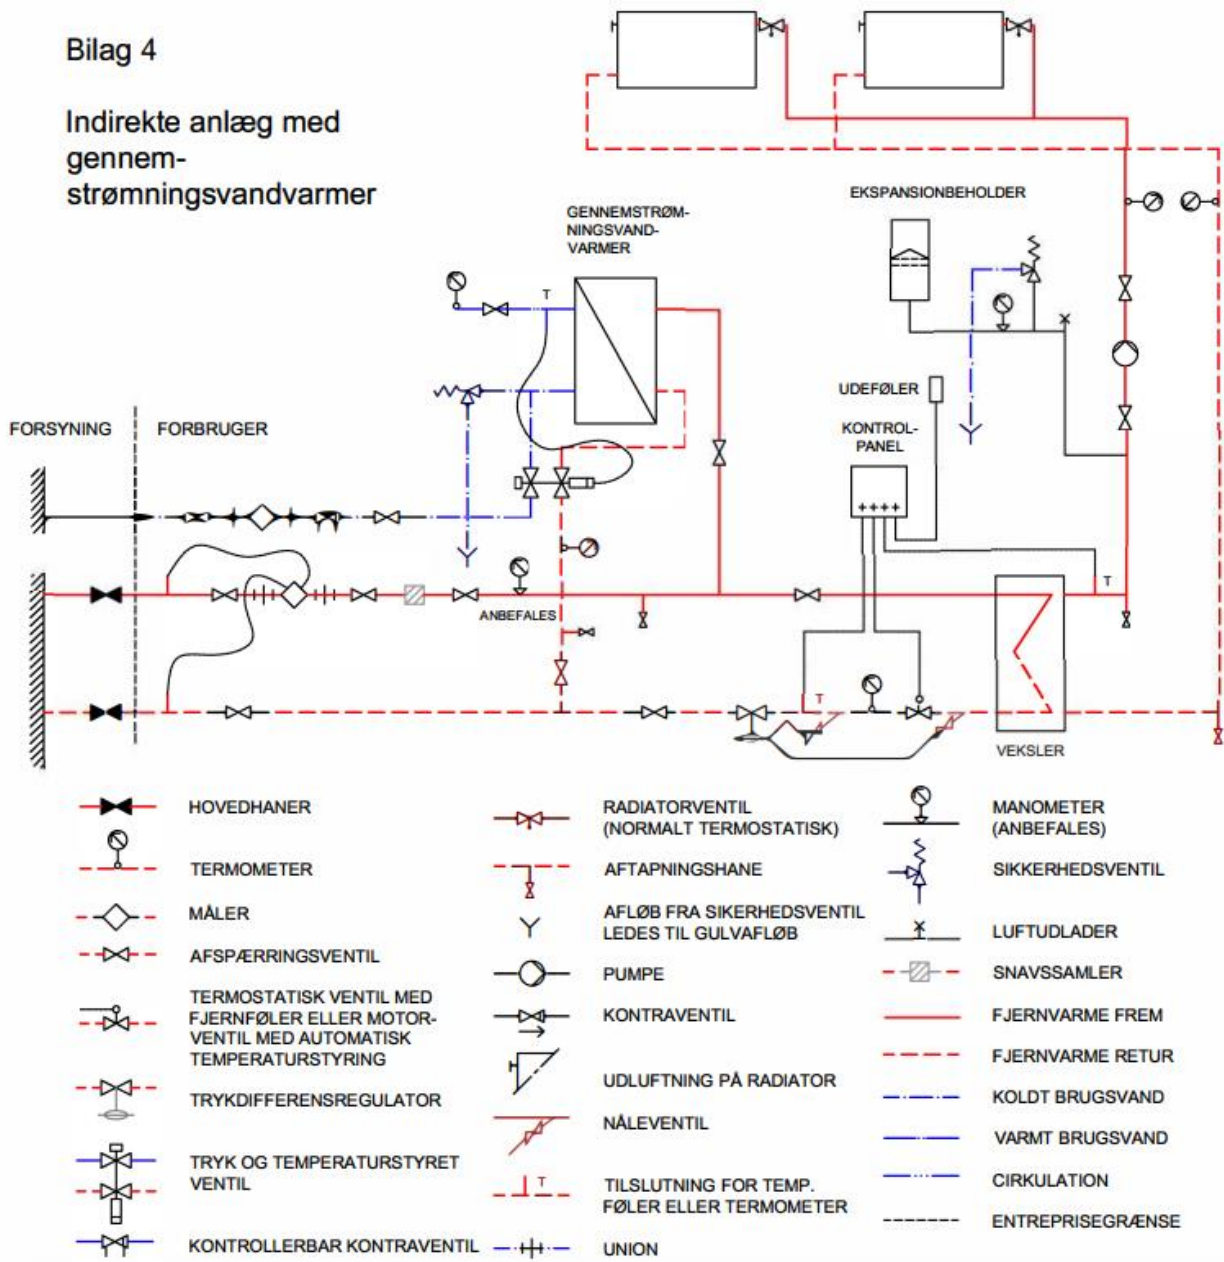 Bilag 4
Indirekte anlæg med
gennem-
strømningsvandvarmer
GENNEMSTRØM-
NINGSVAND-
VARMER
EKSPANSIONBEHOLDER
UDEFØLER
KONTROL-
PANEL
FORSYNING
FORBRUGER
T
ANBEFALES
T
T
VEKSLER
HOVEDHANER
TERMOMETER
MÅLER
AFSPÆRRINGSVENTIL
TERMOSTATISK VENTIL MED
FJERNFØLER ELLER MOTOR-
VENTIL MED AUTOMATISK
TEMPERATURSTYRING
TRYKDIFFERENSREGULATOR
TRYK OG TEMPERATURSTYRET
VENTIL
KONTROLLERBAR KONTRAVENTIL
RADIATORVENTIL
(NORMALT TERMOSTATISK)
AFTAPNINGSHANE
AFLØB FRA SIKERHEDSVENTIL
LEDES TIL GULVAFLØB
PUMPE
KONTRAVENTIL
UDLUFTNING PÅ RADIATOR
NÅLEVENTIL
T
TILSLUTNING FOR TEMP.
FØLER ELLER TERMOMETER
UNION
MANOMETER
(ANBEFALES)
SIKKERHEDSVENTIL
LUFTUDLADER
SNAVSSAMLER
FJERNVARME FREM
FJERNVARME RETUR
KOLDT BRUGSVAND
VARMT BRUGSVAND
CIRKULATION
ENTREPRISEGRÆNSE